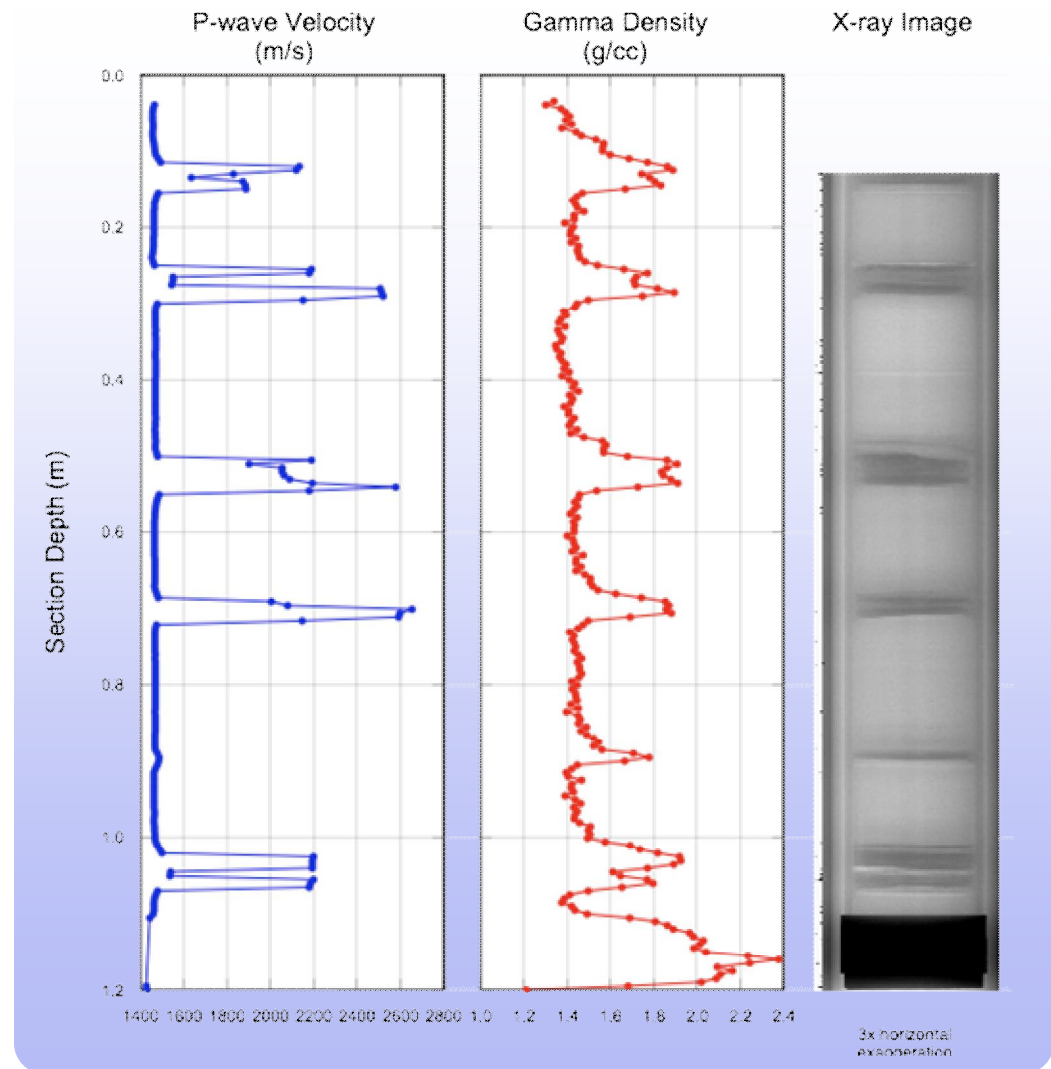 P-wave Velocity
(m/s)
Gamma Density
(g/cc)
X-ray Image
Section Depth (m)
0.0
0.2
0.4
0.6
0.8
1.0
1.2
1400 1600 1800 2000 2200 2400 2600 2800
1.0 1.2 1.4 1.6 1.8 2.0 2.2 2.4
3x horizontal
exaggeration